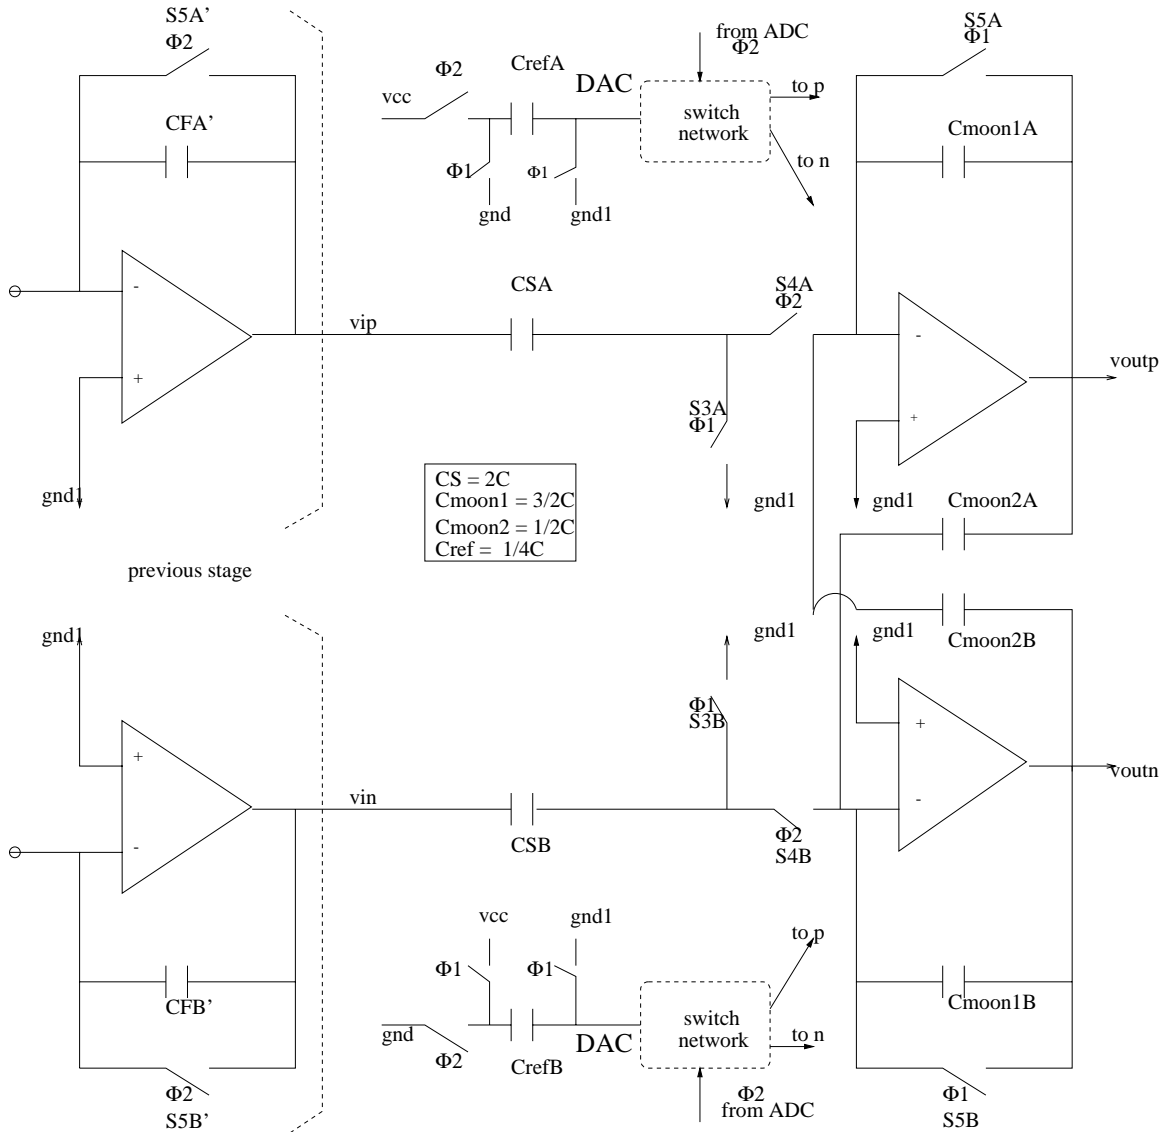 S5A'
Φ2
CFA'
-
+
gnd1
previous stage
gnd1
+
-
CFB'
Φ2
S5B'
vcc
Φ2
CrefA
DAC
from ADC
Φ2
switch
network
to p
to n
Φ1
gnd
Φ1
gnd1
S5A
Φ1
Cmoon1A
vip
CSA
S4A
Φ2
-
+
voutp
S3A
Φ1
gnd1
gnd1
CS = 2C
Cmoon1 = 3/2C
Cmoon2 = 1/2C
Cref = 1/4C
Cmoon2A
Cmoon2B
gnd1
gnd1
Φ1
S3B
+
-
voutn
vin
CSB
Φ2
S4B
vcc
gnd1
Φ1
Φ1
gnd
Φ2
CrefB
DAC
switch
network
to p
to n
Φ2
from ADC
Cmoon1B
Φ1
S5B